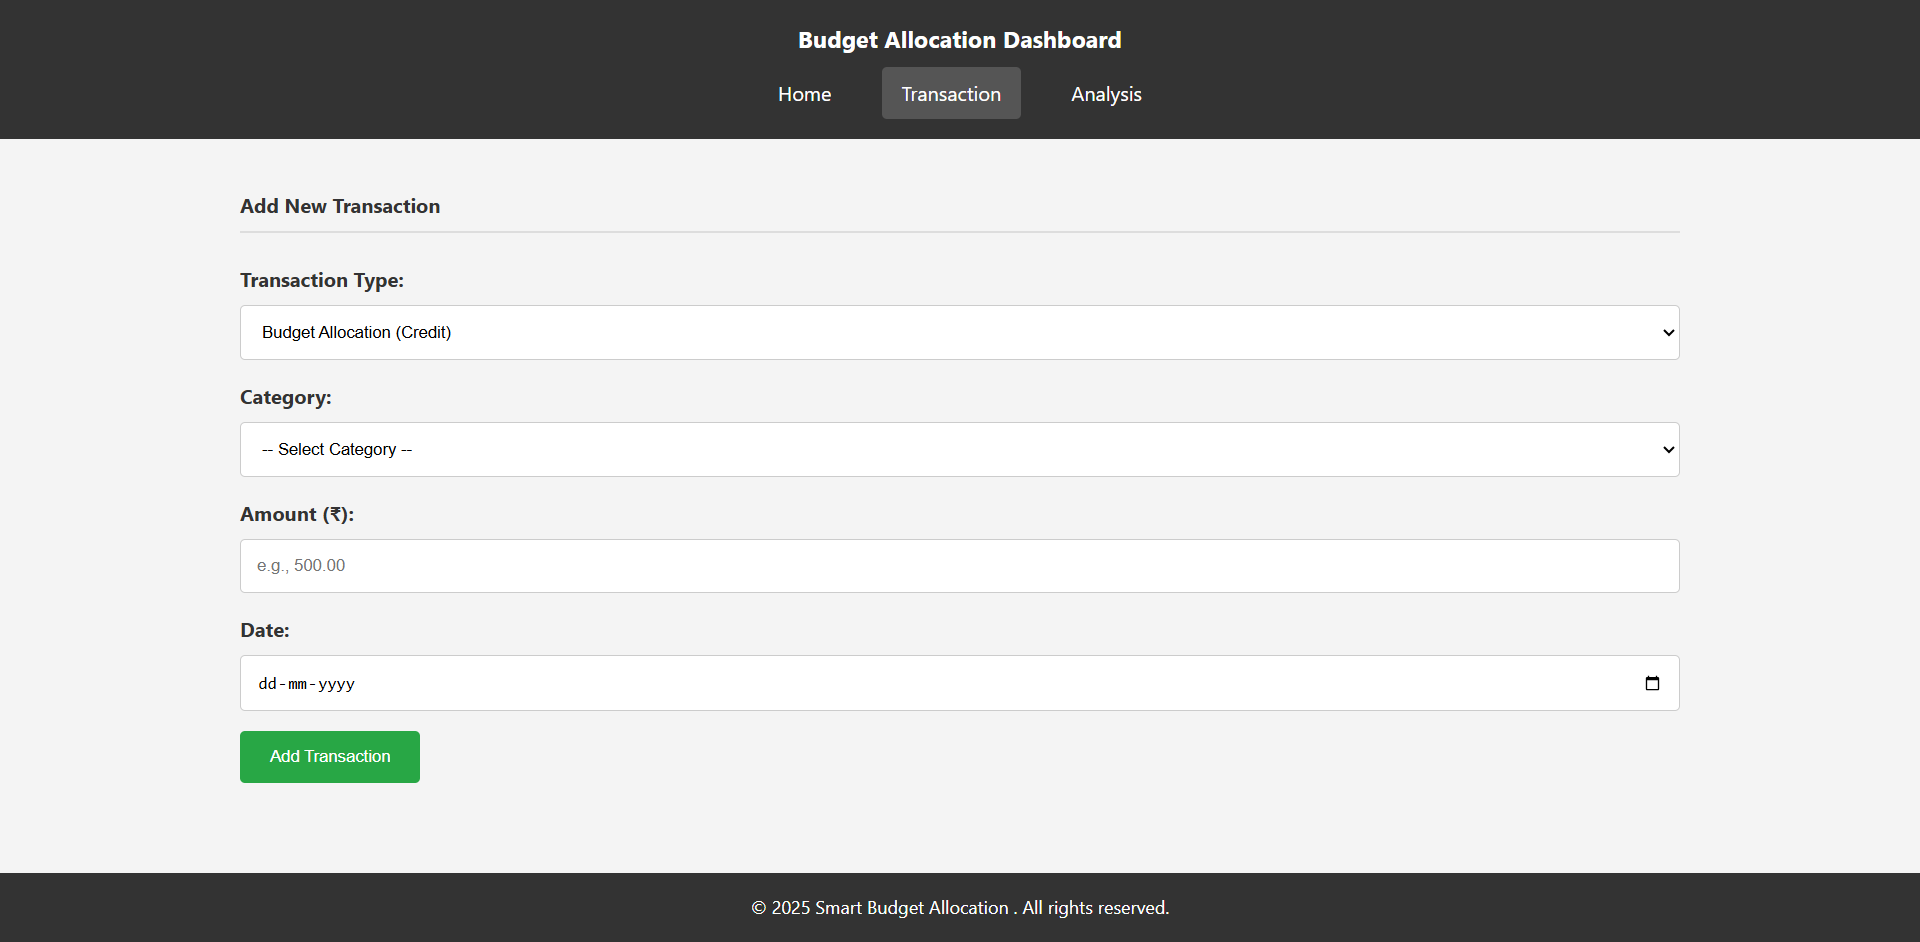 Budget Allocation Dashboard
Home Transaction Analysis
Add New Transaction
Transaction Type:
Budget Allocation (Credit)
Category:
-- Select Category --
Amount (₹):
e.g., 500.00
Date:
dd-mm-yyyy
Add Transaction
© 2025 Smart Budget Allocation . All rights reserved.